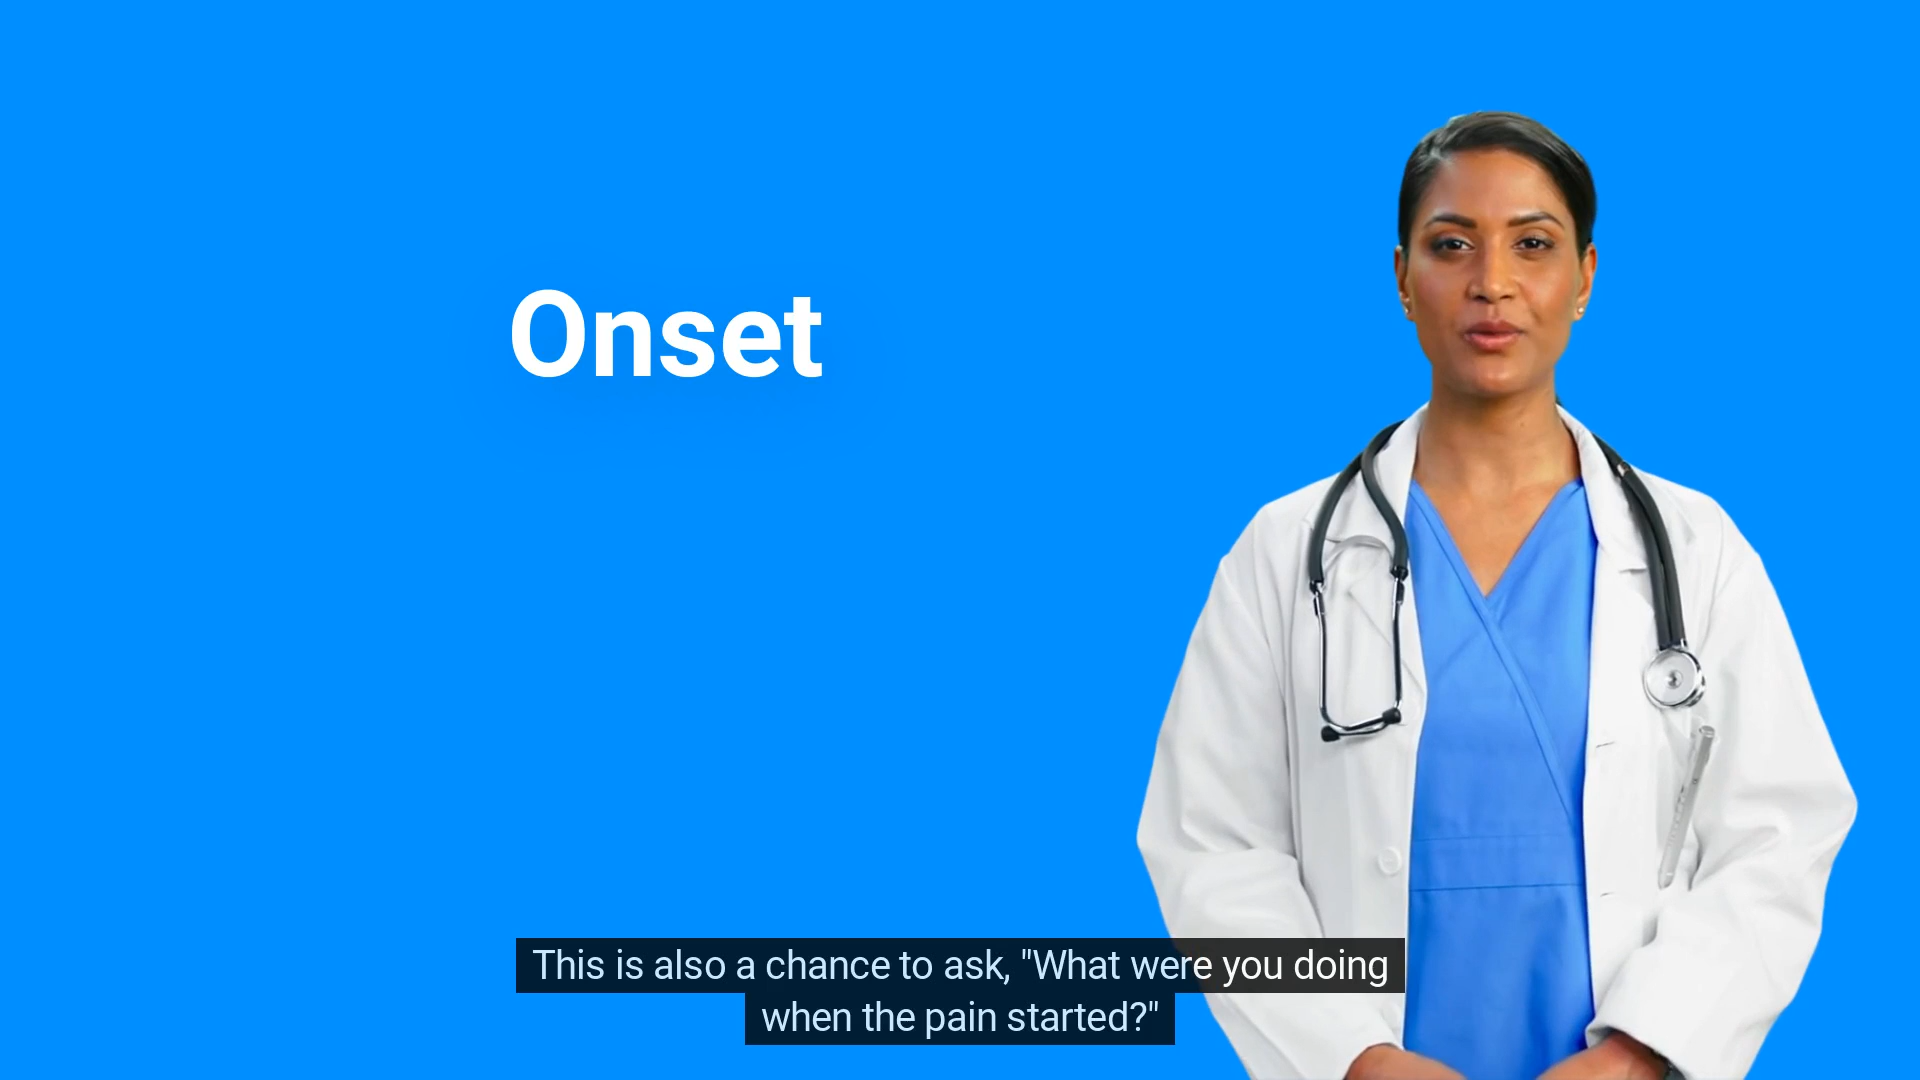 Onset
This is also a chance to ask, "What were you doing
when the pain started?"